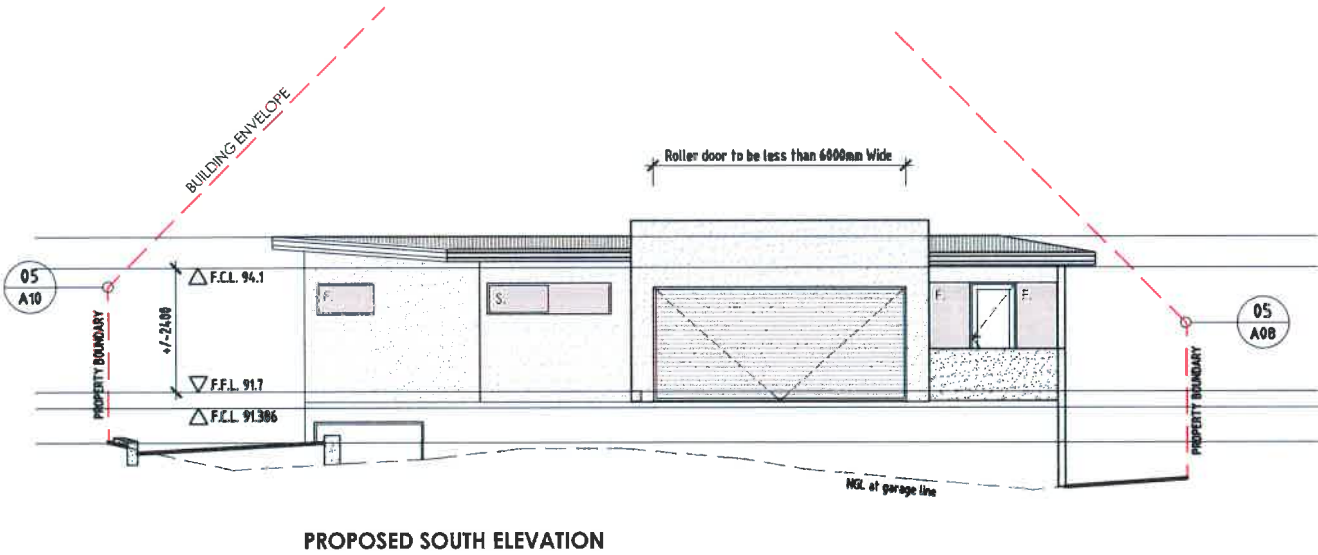 BUILDING ENVELOPE
Roller door to be less than 6000mm Wide
05
A10
F.C.L. 94.1
+/-2400
PROPERTY BOUNDARY
F.
S.
F.
F.
05
A08
F.F.L. 91.7
F.C.L. 91.386
PROPERTY BOUNDARY
NGL at garage line
PROPOSED SOUTH ELEVATION